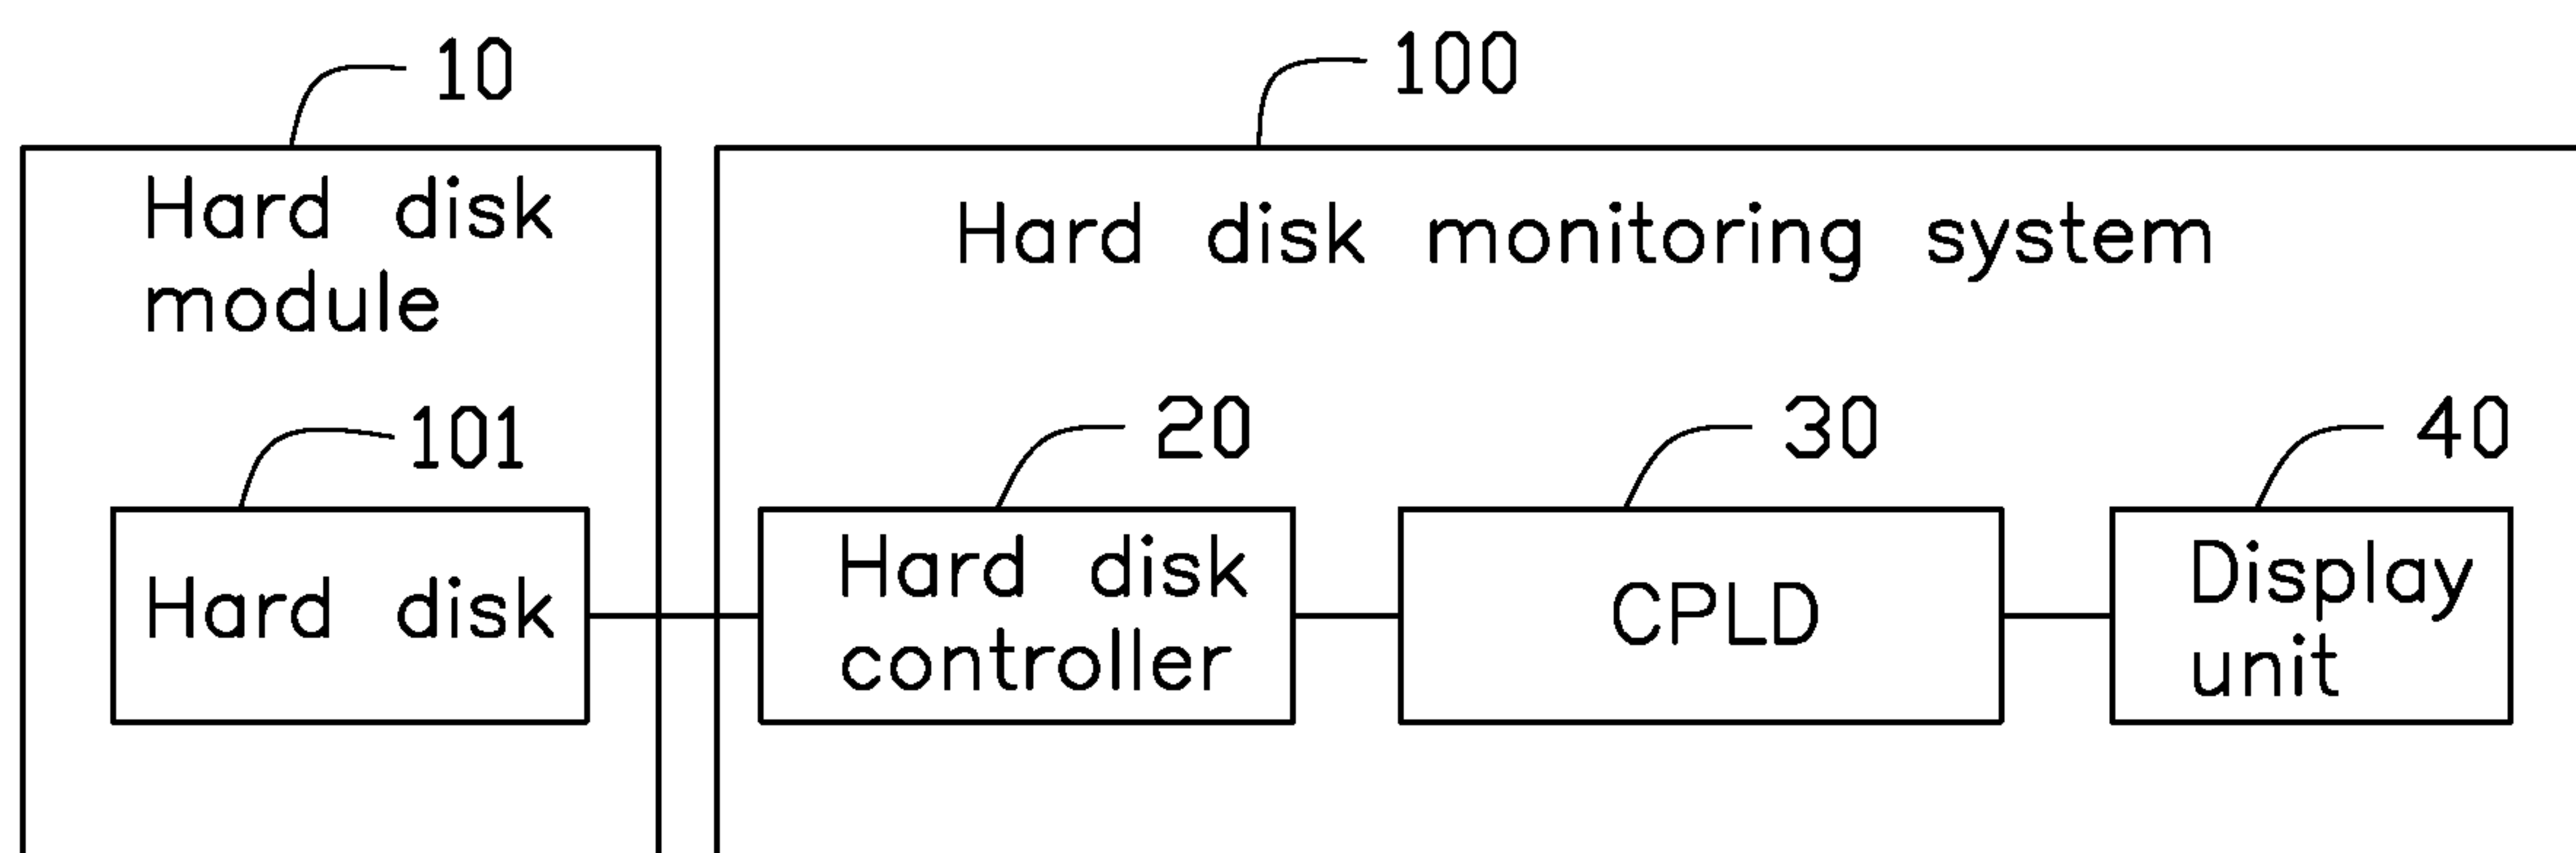 10
100
Hard disk
module
Hard disk monitoring system
101
20
30
40
Hard disk
Hard disk
controller
CPLD
Display
unit